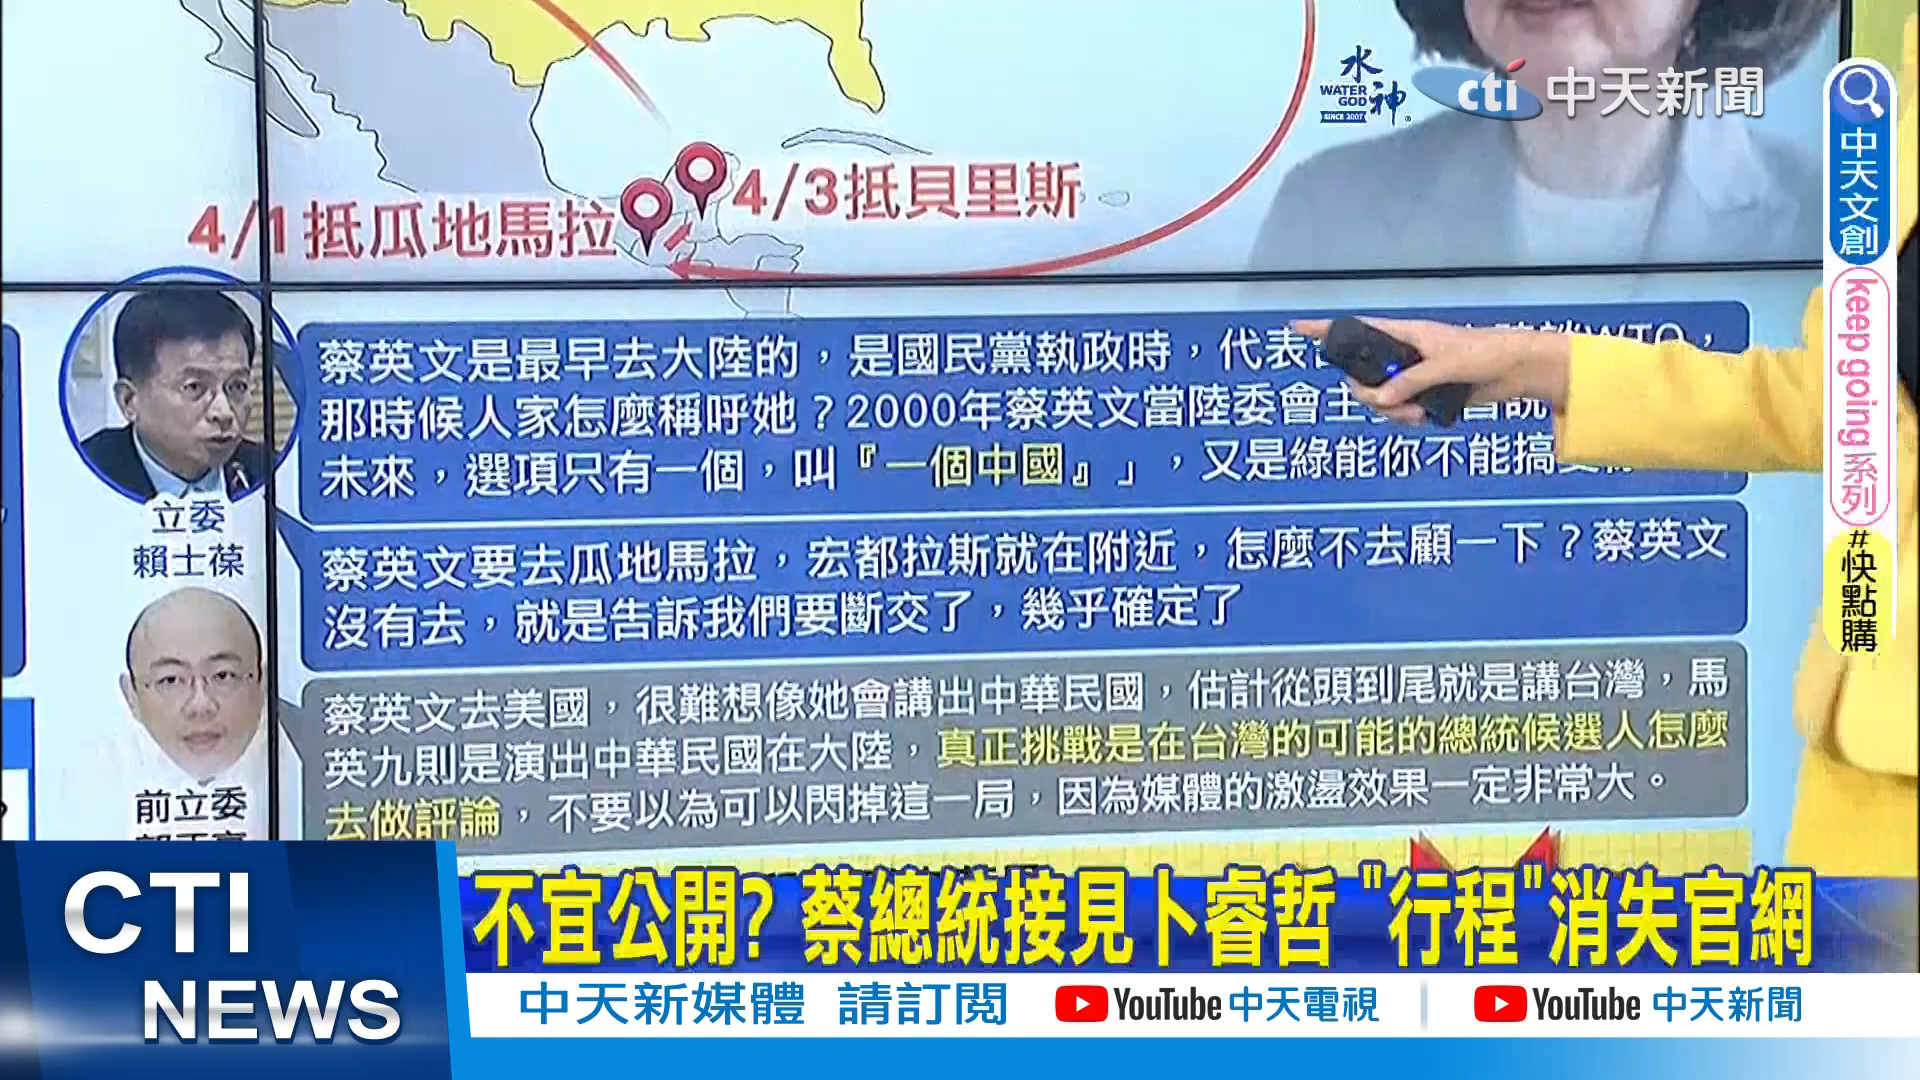 水神
WATER GOD
SINCE 2007
cti 中天新聞
中天文創
keep going系列
#快點購
4/3抵貝里斯
4/1抵瓜地馬拉
蔡英文是最早去大陸的，是國民黨執政時，代表
WTO，
那時候人家怎麼稱呼她？2000年蔡英文當陸委會主
未來，選項只有一個，叫『一個中國』」，又是綠能你不能搞
立委
賴士葆
蔡英文要去瓜地馬拉，宏都拉斯就在附近，怎麼不去顧一下？蔡英文
沒有去，就是告訴我們要斷交了，幾乎確定了
蔡英文去美國，很難想像她會講出中華民國，估計從頭到尾就是講台灣，馬
英九則是演出中華民國在大陸，真正挑戰是在台灣的可能的總統候選人怎麼
去做評論，不要以為可以閃掉這一局，因為媒體的激盪效果一定非常大。
前立委
CTI NEWS
不宜公開？蔡總統接見卜睿哲"行程"消失官網
中天新媒體 請訂閱 YouTube 中天電視 | YouTube 中天新聞